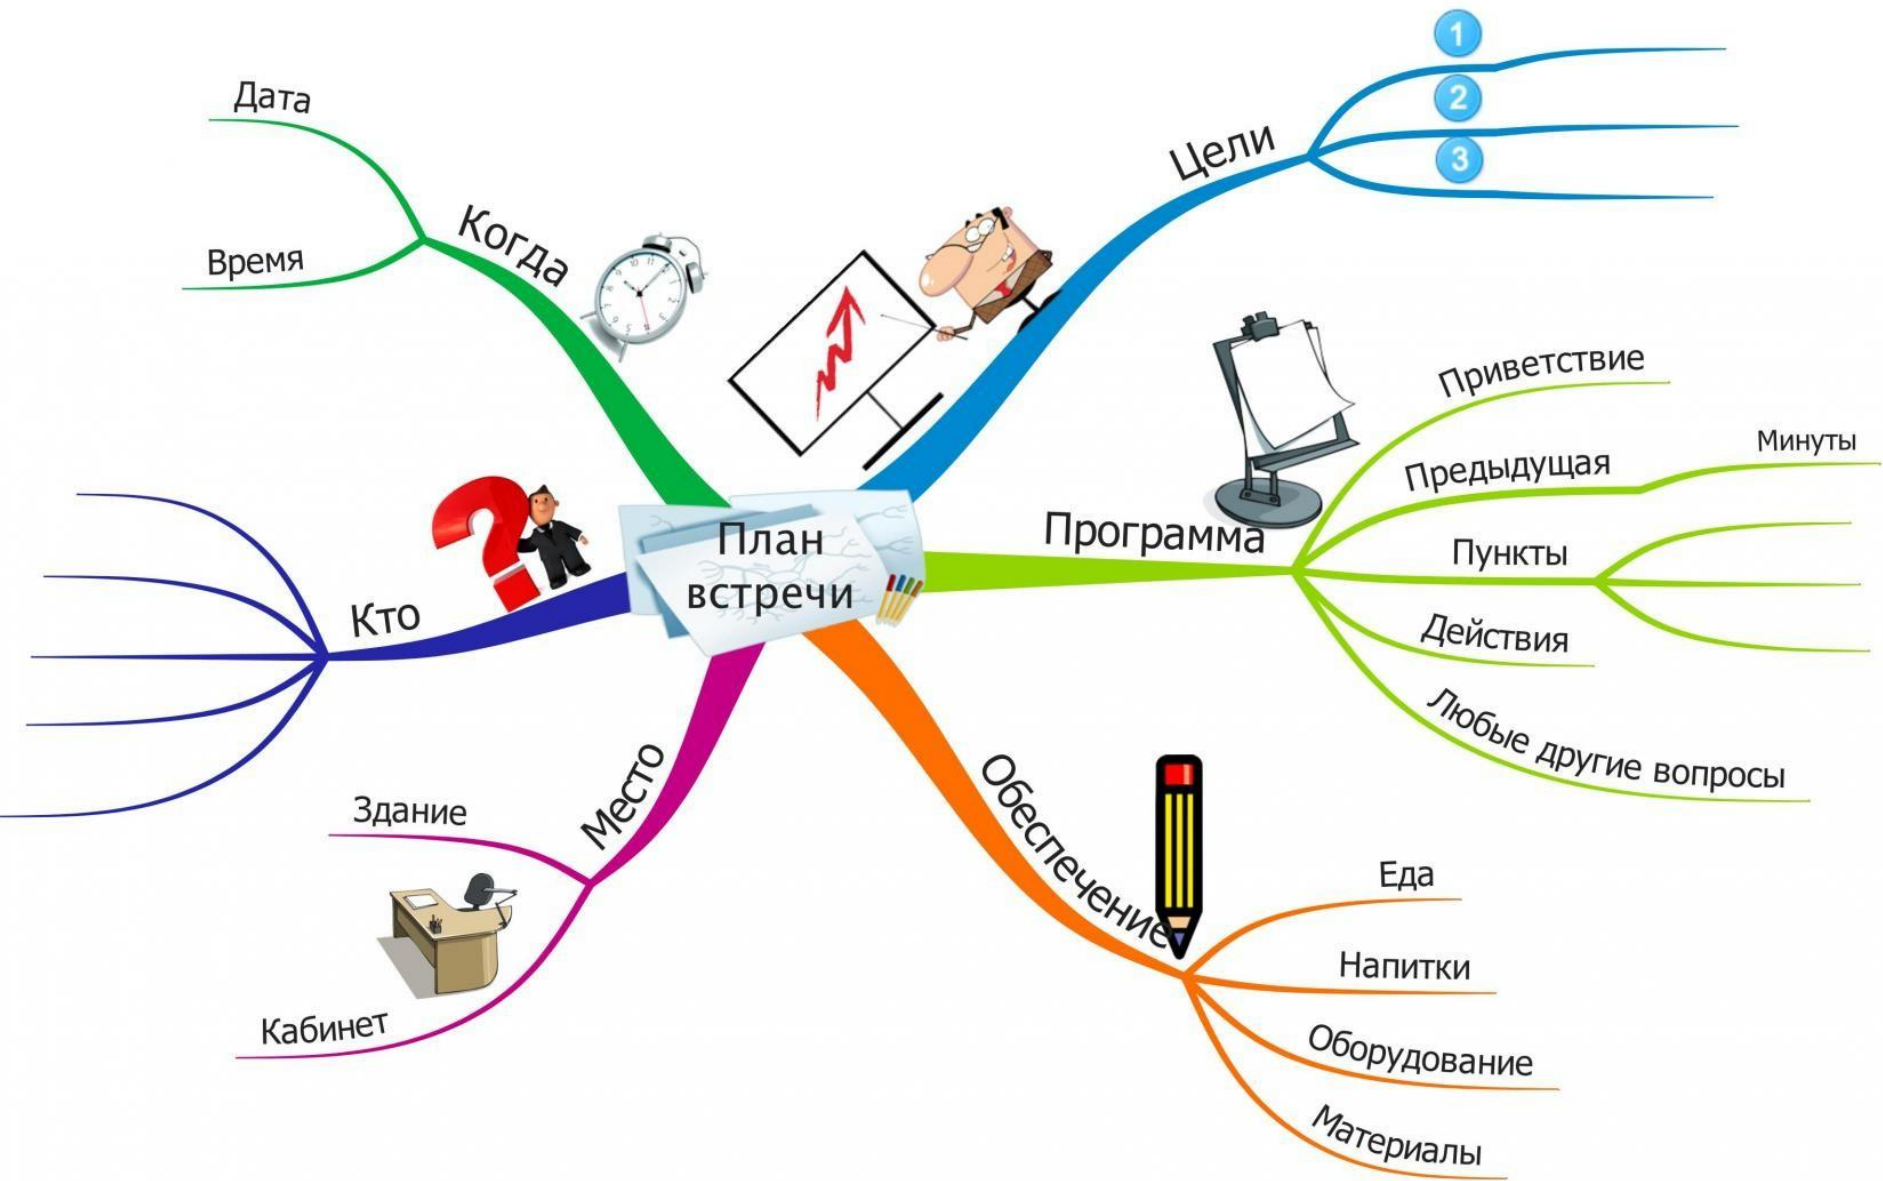 План
встречи
Цели
1
2
3
Программа
Приветствие
Предыдущая
Минуты
Пункты
Действия
Любые другие вопросы
Обеспечение
Еда
Напитки
Оборудование
Материалы
Место
Здание
Кабинет
Кто
Когда
Дата
Время